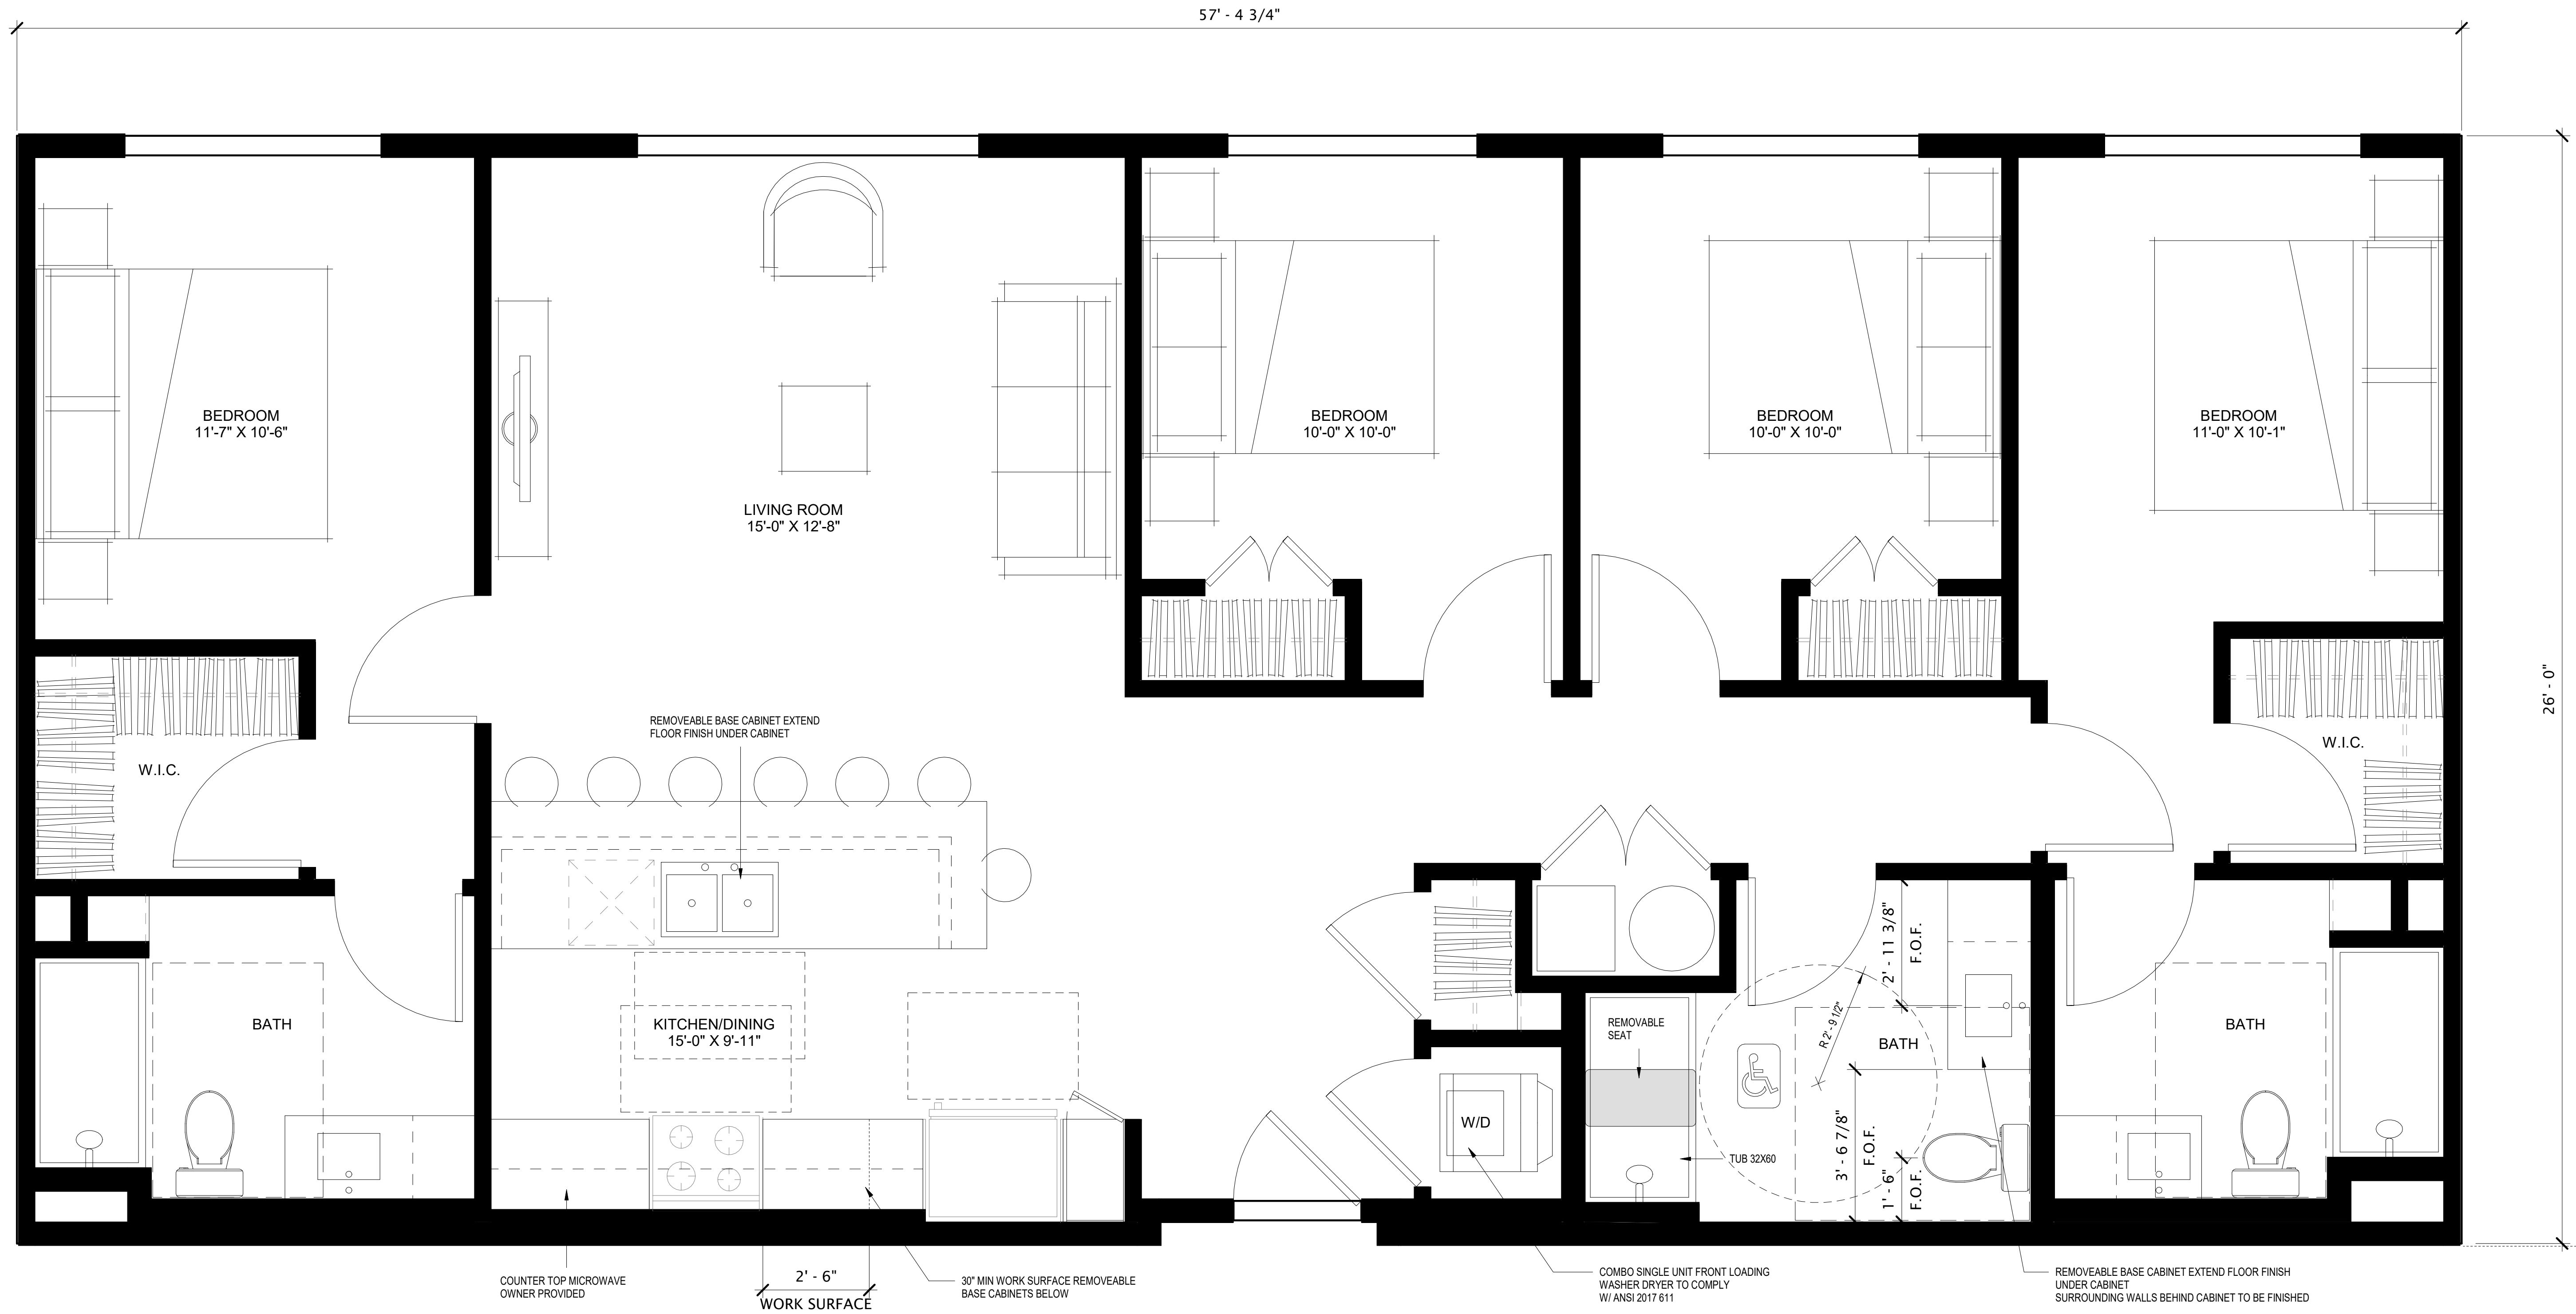 57' - 4 3/4"
BEDROOM
11'-7" X 10'-6"
BEDROOM
10'-0" X 10'-0"
BEDROOM
10'-0" X 10'-0"
BEDROOM
11'-0" X 10'-1"
LIVING ROOM
15'-0" X 12'-8"
26' - 0"
REMOVEABLE BASE CABINET EXTEND
FLOOR FINISH UNDER CABINET
W.I.C.
W.I.C.
2' - 11 3/8"
F.O.F.
BATH
KITCHEN/DINING
15'-0" X 9'-11"
REMOVABLE
SEAT
R 2' - 9 1/2"
BATH
BATH
W/D
TUB 32X60
3' - 6 7/8"
F.O.F.
1' - 6"
F.O.F.
COUNTER TOP MICROWAVE
OWNER PROVIDED
2' - 6"
WORK SURFACE
30" MIN WORK SURFACE REMOVEABLE
BASE CABINETS BELOW
COMBO SINGLE UNIT FRONT LOADING
WASHER DRYER TO COMPLY
W/ ANSI 2017 611
REMOVEABLE BASE CABINET EXTEND FLOOR FINISH
UNDER CABINET
SURROUNDING WALLS BEHIND CABINET TO BE FINISHED